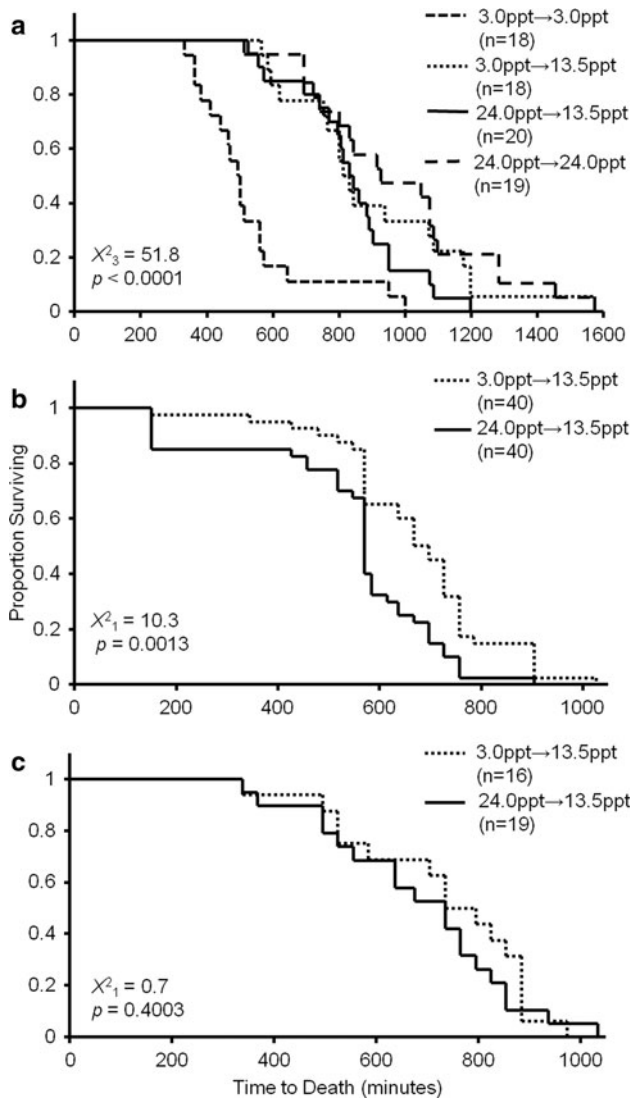 a
3.0ppt→3.0ppt
(n=18)
3.0ppt→13.5ppt
(n=18)
24.0ppt→13.5ppt
(n=20)
24.0ppt→24.0ppt
(n=19)
1
0.8
0.6
0.4
0.2
0
X²₃ = 51.8
p < 0.0001
0 200 400 600 800 1000 1200 1400 1600
b
3.0ppt→13.5ppt
(n=40)
24.0ppt→13.5ppt
(n=40)
1
0.8
0.6
0.4
0.2
0
Proportion Surviving
X²₁ = 10.3
p = 0.0013
0 200 400 600 800 1000
c
3.0ppt→13.5ppt
(n=16)
24.0ppt→13.5ppt
(n=19)
1
0.8
0.6
0.4
0.2
0
X²₁ = 0.7
p = 0.4003
0 200 400 600 800 1000
Time to Death (minutes)